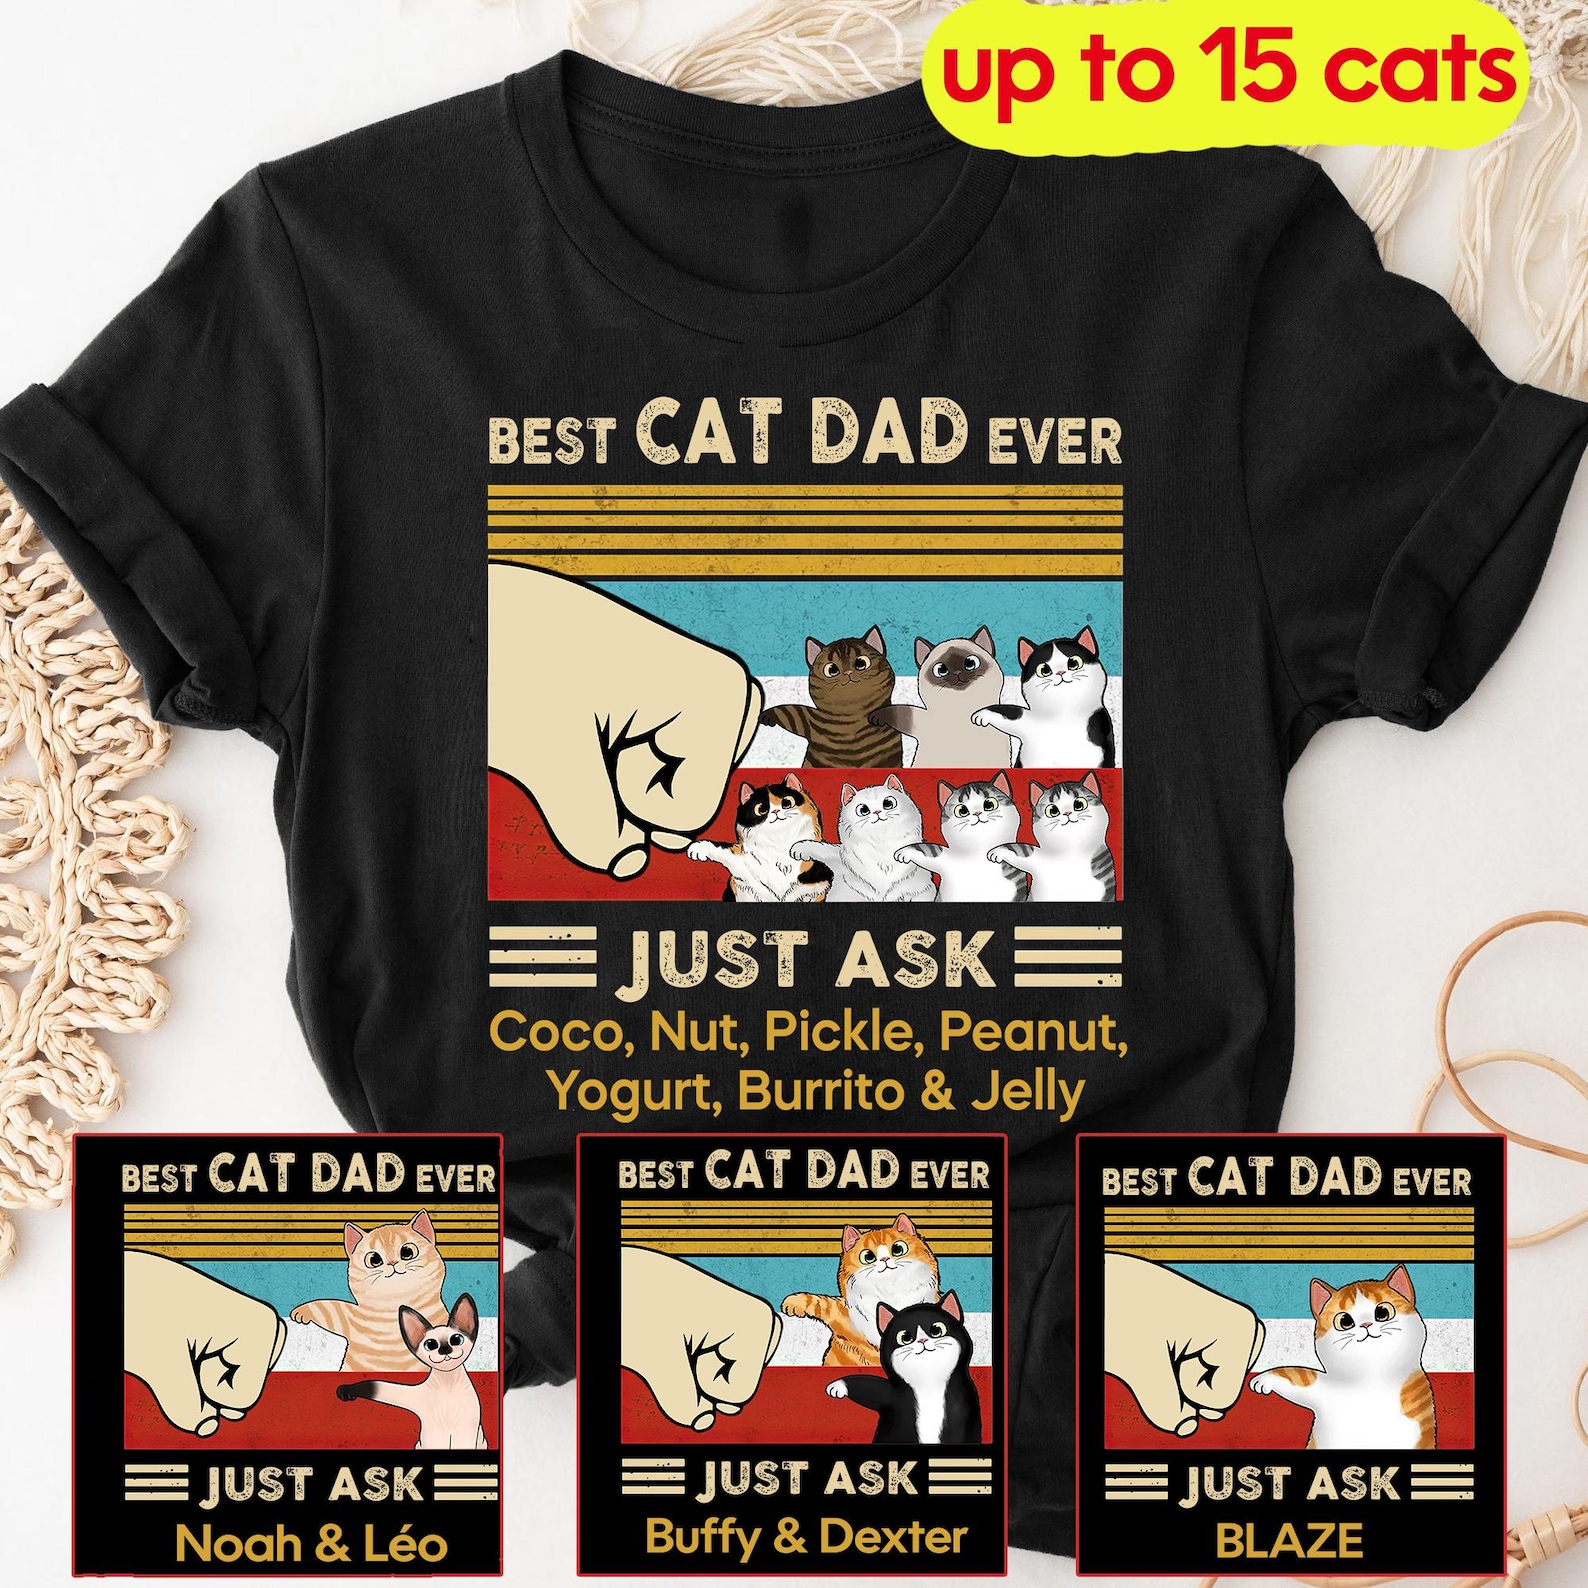 up to 15 cats
BEST CAT DAD EVER
JUST ASK
Coco, Nut, Pickle, Peanut,
Yogurt, Burrito & Jelly
BEST CAT DAD EVER
JUST ASK
Noah & Léo
BEST CAT DAD EVER
JUST ASK
Buffy & Dexter
BEST CAT DAD EVER
JUST ASK
BLAZE